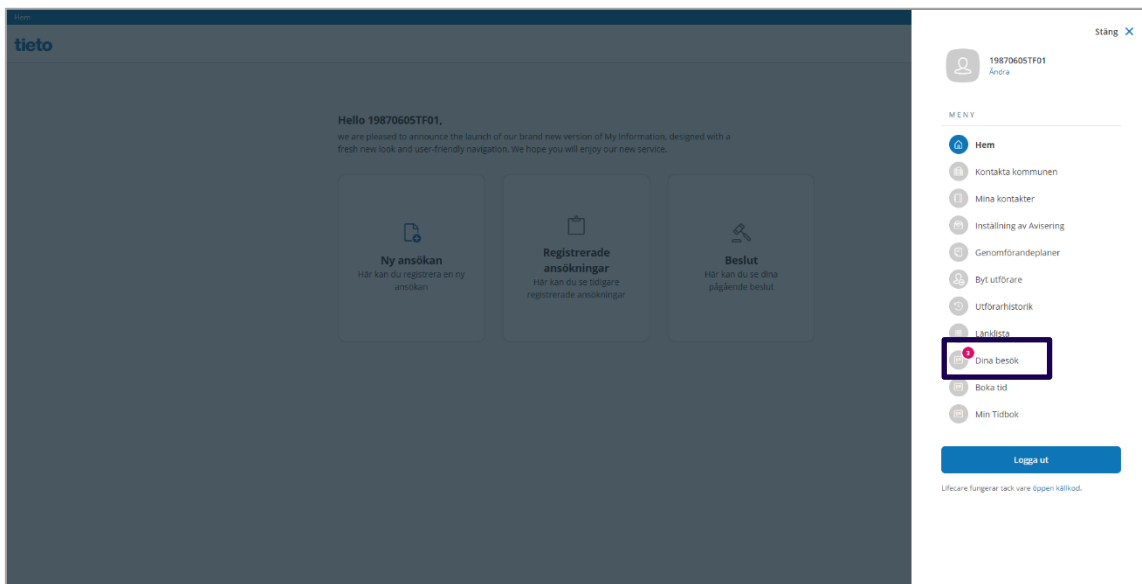 Hem
tieto
Hello 19870605TF01,
we are pleased to announce the launch of our brand new version of My Information, designed with a
fresh new look and user-friendly navigation. We hope you will enjoy our new service.
Ny ansökan
Här kan du registrera en ny
ansökan
Registrerade
ansökningar
Här kan du se tidigare
registrerade ansökningar
Beslut
Här kan du se dina
pågående beslut
Stäng
19870605TF01
Ändra
MENY
Hem
Kontakta kommunen
Mina kontakter
Inställning av Avisering
Genomförandeplaner
Byt utförare
Utförarhistorik
Länklista
3
Dina besök
Boka tid
Min Tidbok
Logga ut
Lifecare fungerar tack vare öppen källkod.